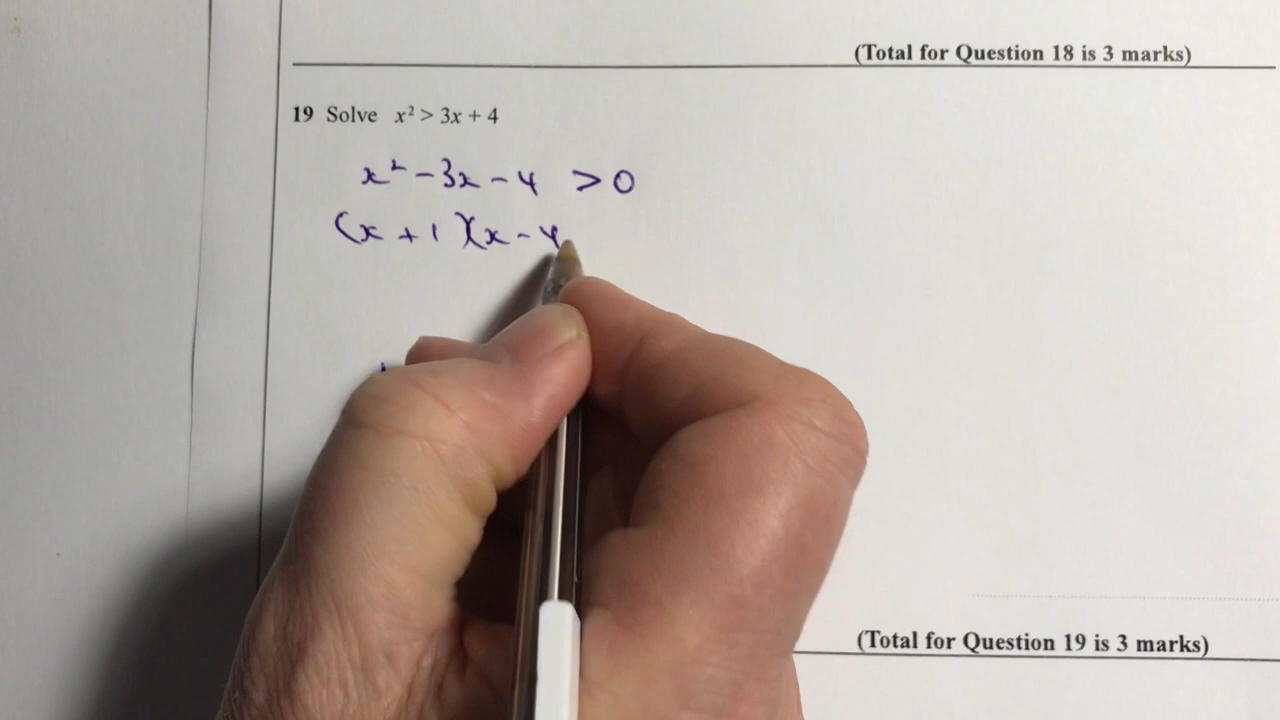 (Total for Question 18 is 3 marks)
19 Solve x² > 3x + 4
x² - 3x - 4 > 0
(x + 1)(x - 4
(Total for Question 19 is 3 marks)